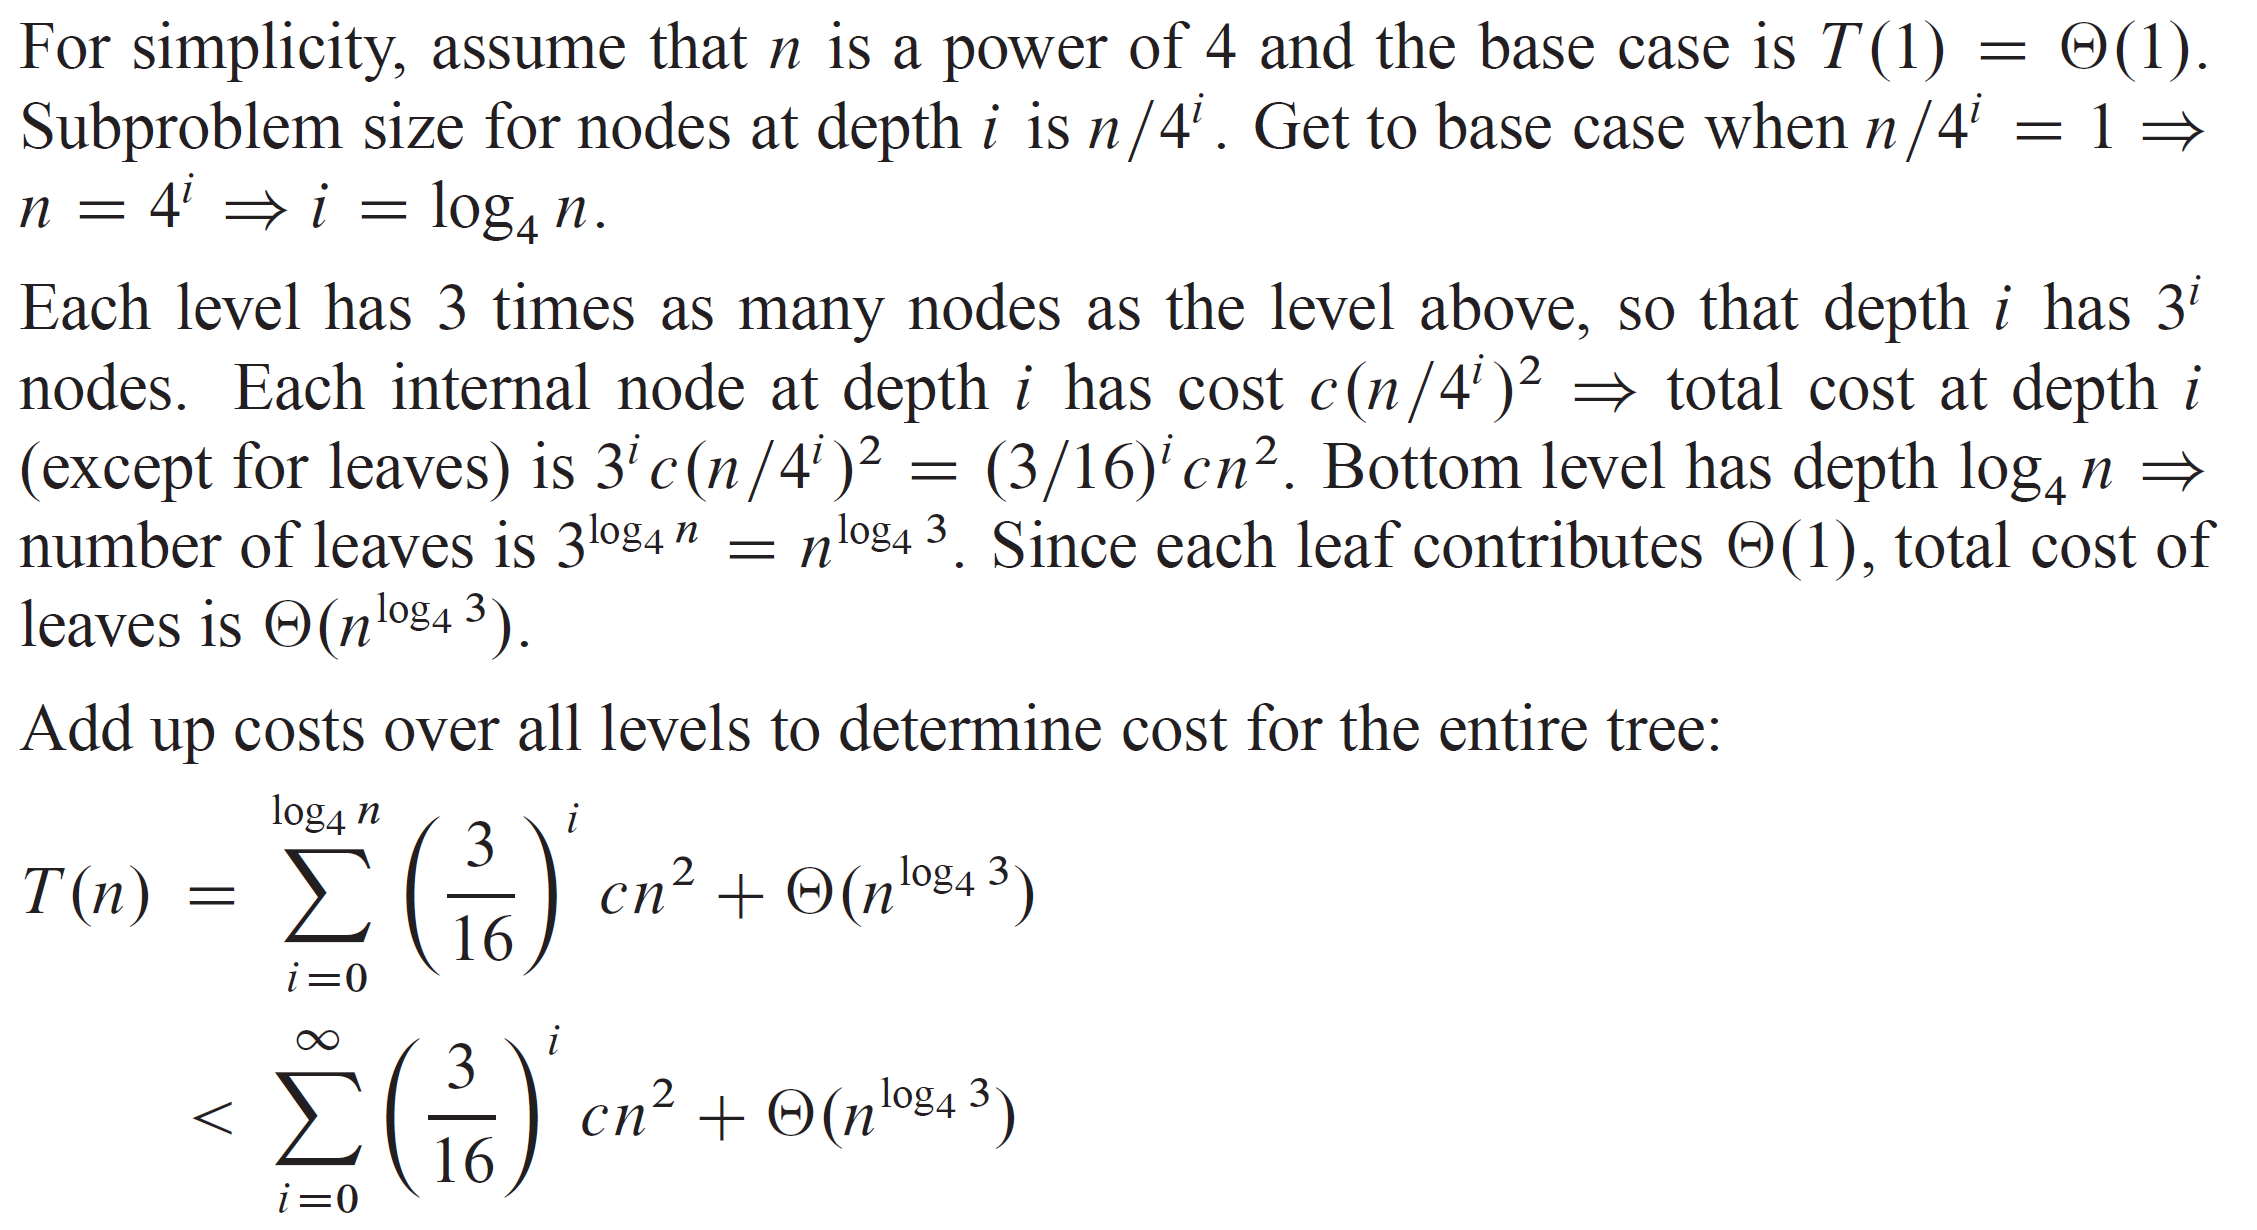 For simplicity, assume that n is a power of 4 and the base case is T(1) = Θ(1).
Subproblem size for nodes at depth i is n/4^i. Get to base case when n/4^i = 1 ⇒
n = 4^i ⇒ i = log_4 n.
Each level has 3 times as many nodes as the level above, so that depth i has 3^i
nodes. Each internal node at depth i has cost c(n/4^i)^2 ⇒ total cost at depth i
(except for leaves) is 3^i c(n/4^i)^2 = (3/16)^i cn^2. Bottom level has depth log_4 n ⇒
number of leaves is 3^{log_4 n} = n^{log_4 3}. Since each leaf contributes Θ(1), total cost of
leaves is Θ(n^{log_4 3}).
Add up costs over all levels to determine cost for the entire tree:
T(n) = \sum_{i=0}^{log_4 n} (3/16)^i cn^2 + Θ(n^{log_4 3})
< \sum_{i=0}^{∞} (3/16)^i cn^2 + Θ(n^{log_4 3})